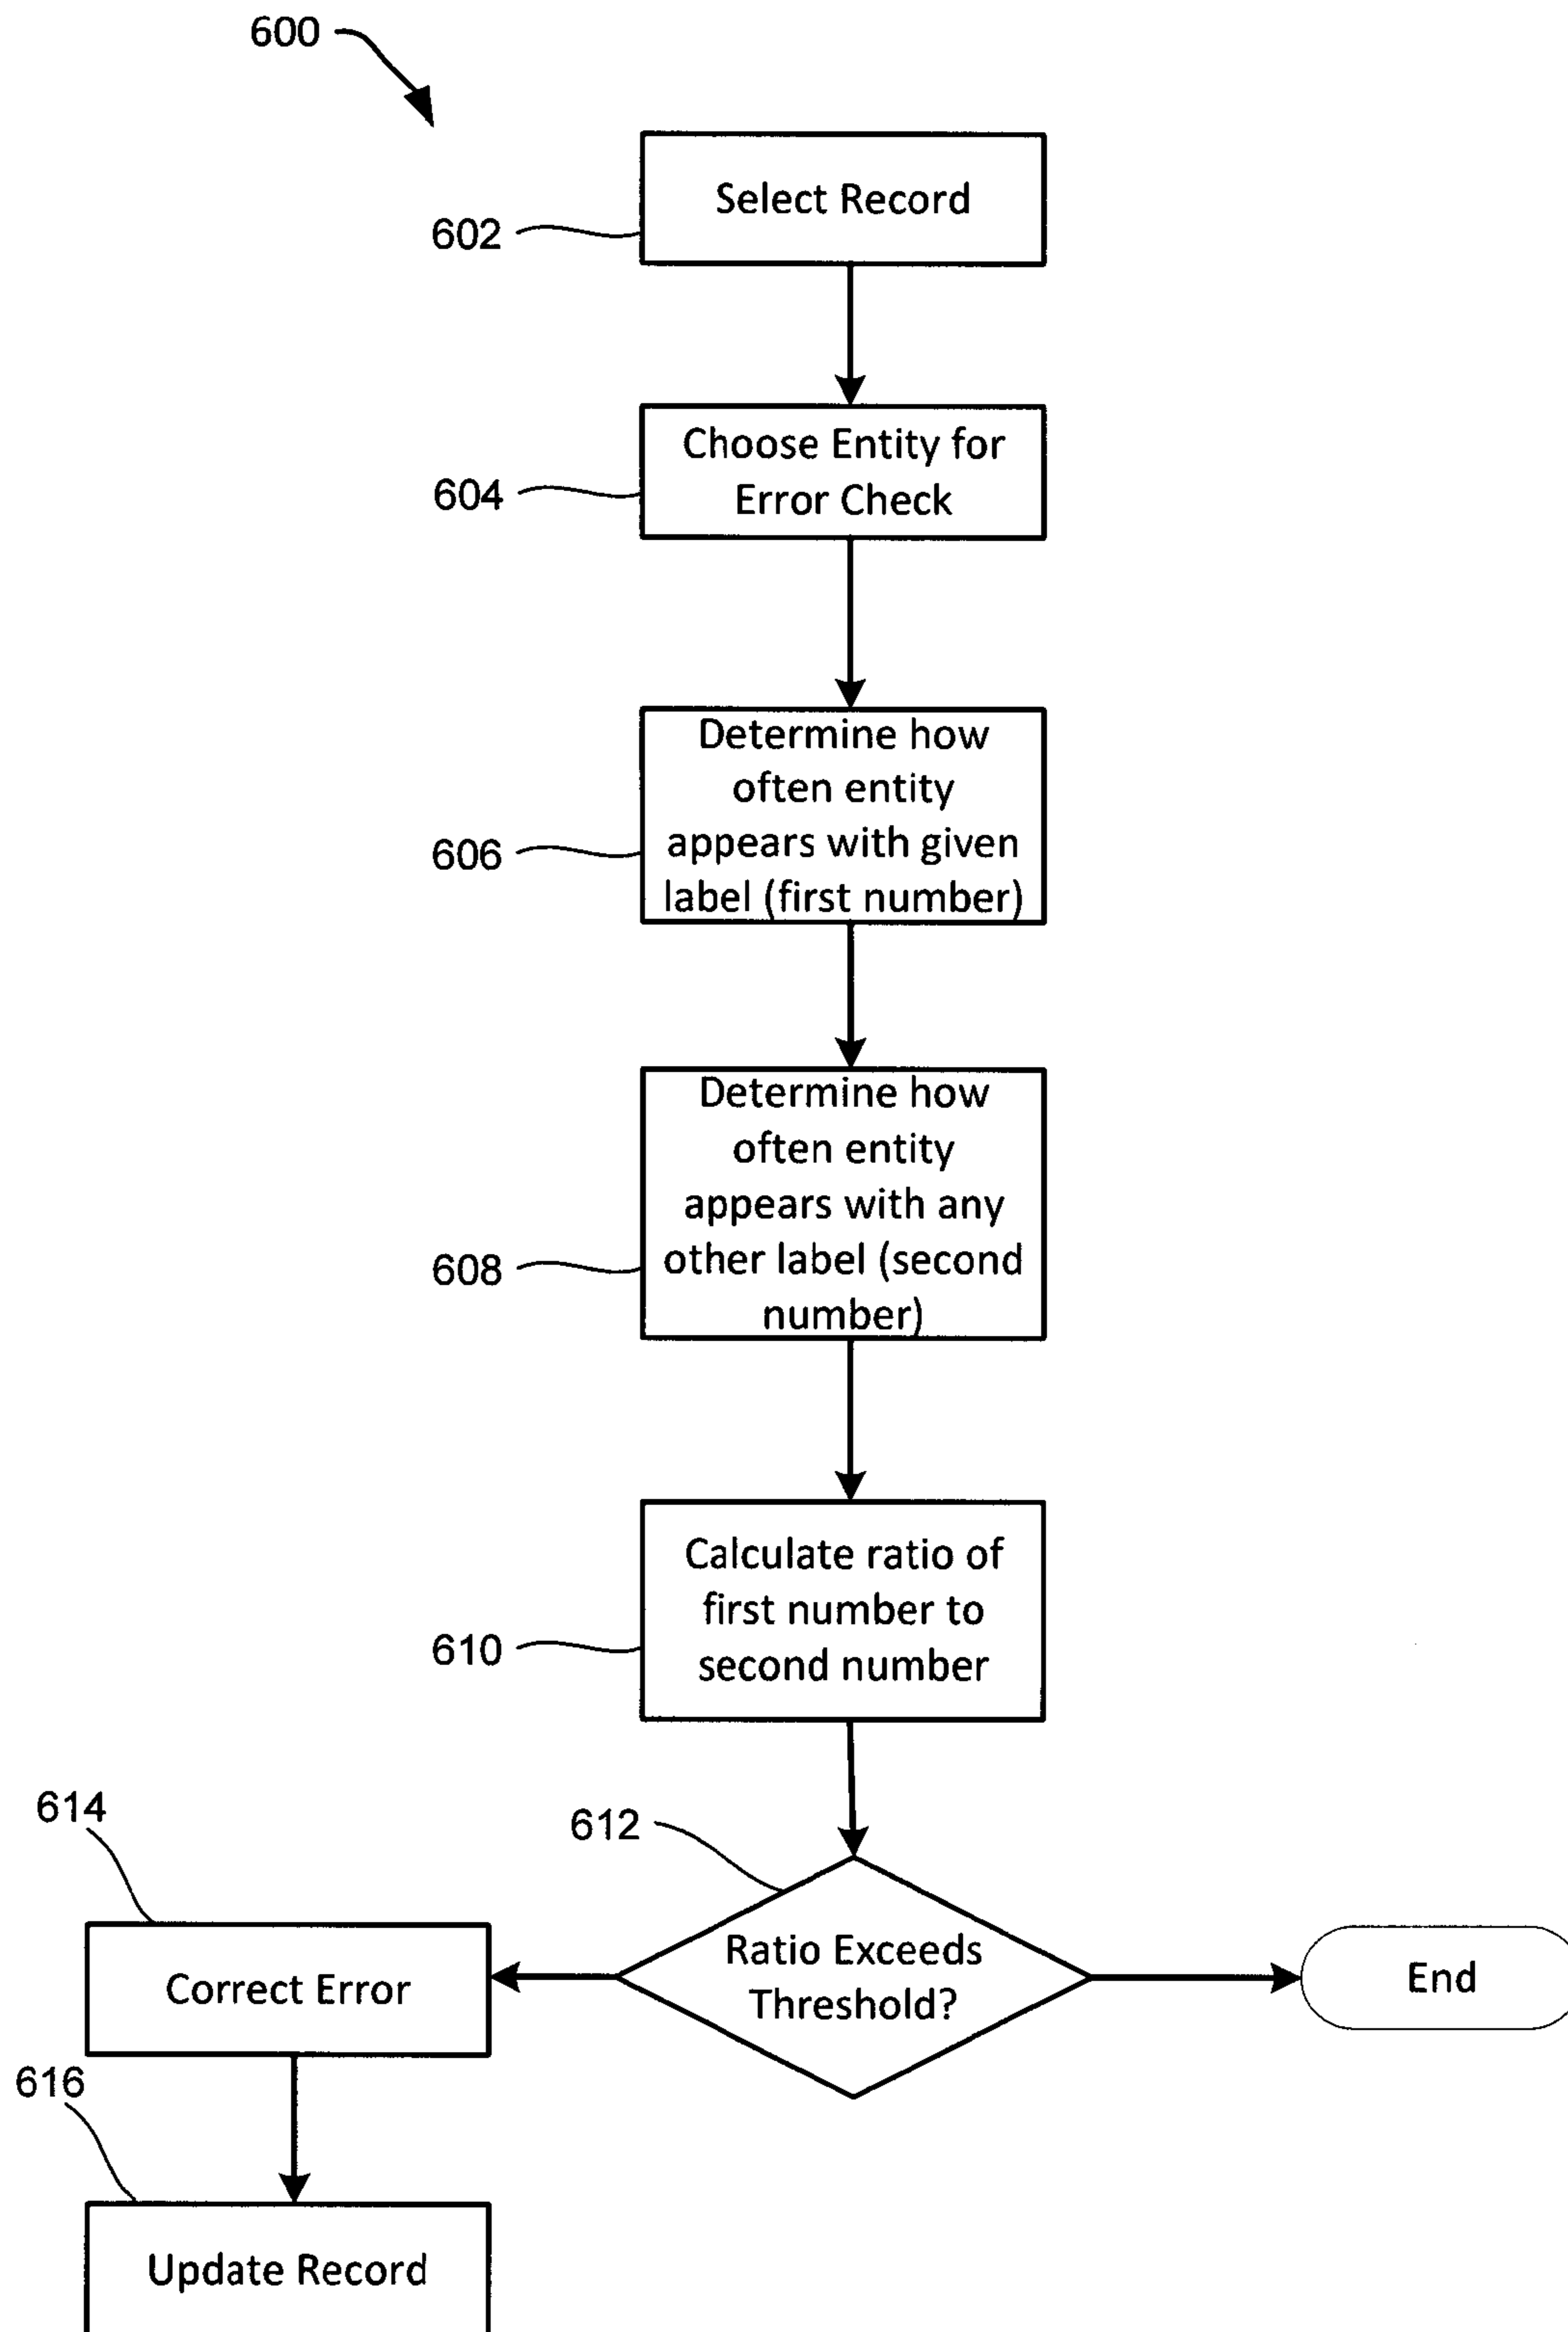 600
Select Record
602
Choose Entity for
Error Check
604
Determine how
often entity
appears with given
label (first number)
606
Determine how
often entity
appears with any
other label (second
number)
608
Calculate ratio of
first number to
second number
610
614
612
Ratio Exceeds
Threshold?
End
Correct Error
616
Update Record